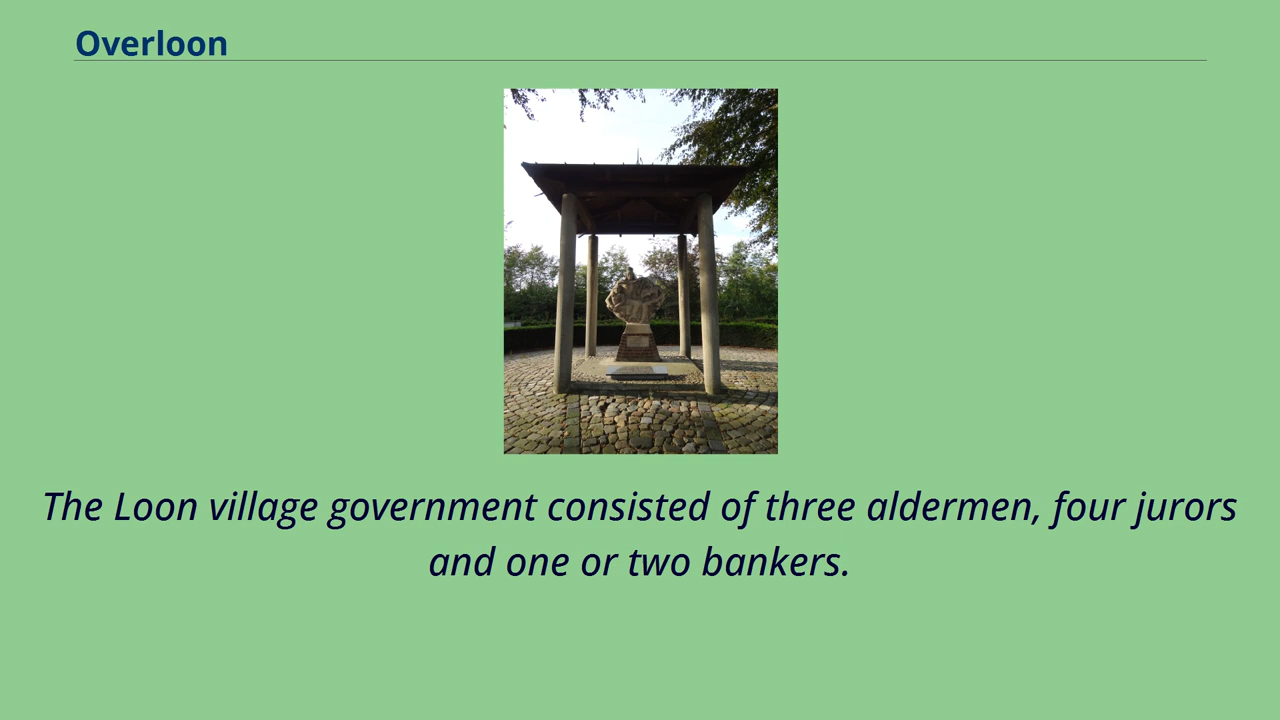 Overloon
The Loon village government consisted of three aldermen, four jurors
and one or two bankers.